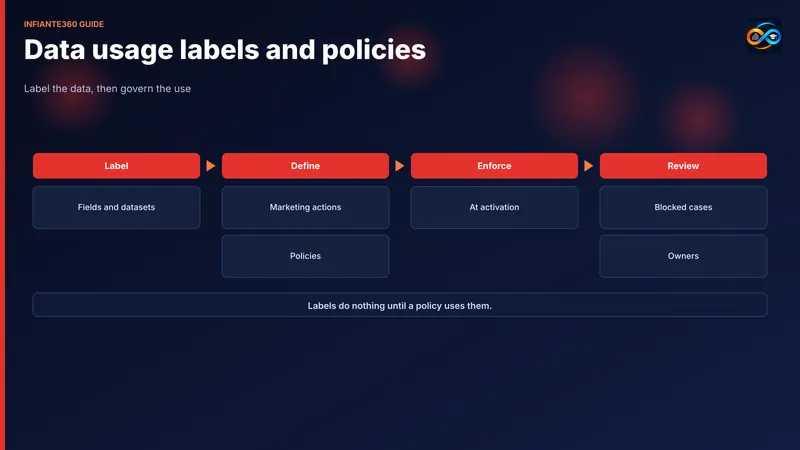 INFIANTE360 GUIDE
Data usage labels and policies
Label the data, then govern the use
Label
Fields and datasets
Define
Marketing actions
Policies
Enforce
At activation
Review
Blocked cases
Owners
Labels do nothing until a policy uses them.